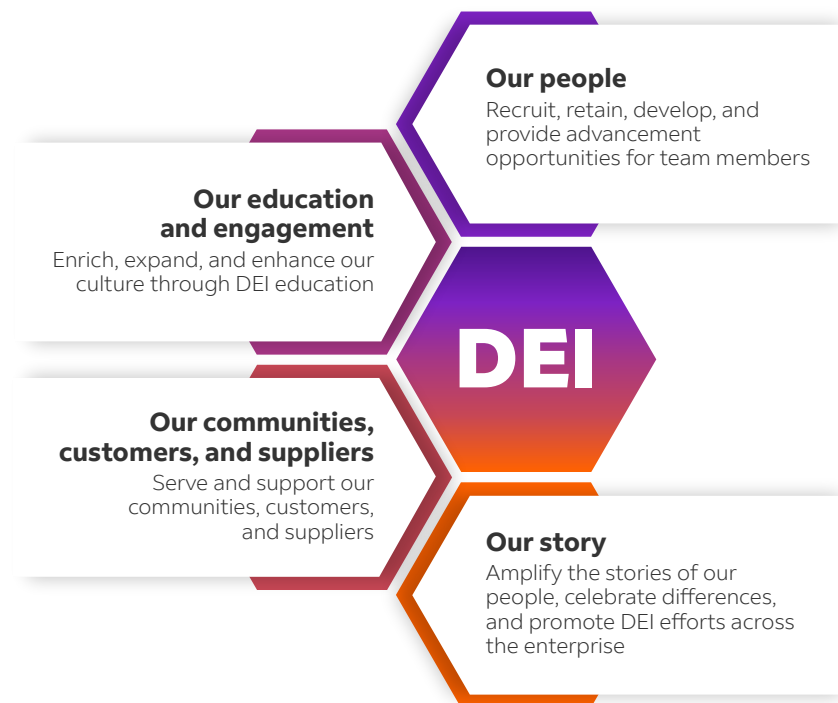 Our people
Recruit, retain, develop, and
provide advancement
opportunities for team members
Our education
and engagement
Enrich, expand, and enhance our
culture through DEI education
DEI
Our communities,
customers, and suppliers
Serve and support our
communities, customers,
and suppliers
Our story
Amplify the stories of our
people, celebrate differences,
and promote DEI efforts across
the enterprise